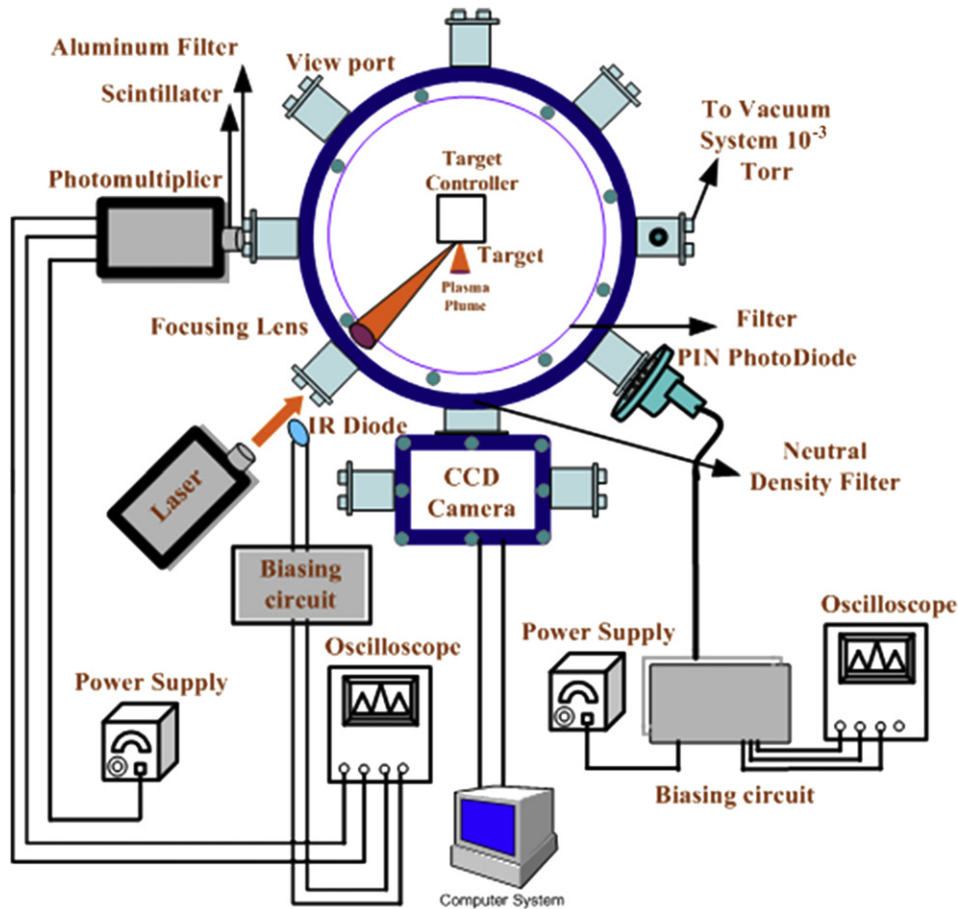 Aluminum Filter
Scintillater
Photomultiplier
View port
To Vacuum
System 10⁻³
Torr
Target
Controller
Target
Plasma
Plume
Focusing Lens
Filter
PIN PhotoDiode
IR Diode
Neutral
Density Filter
Laser
CCD
Camera
Biasing
circuit
Oscilloscope
Power Supply
Power Supply
Oscilloscope
Biasing circuit
Computer System